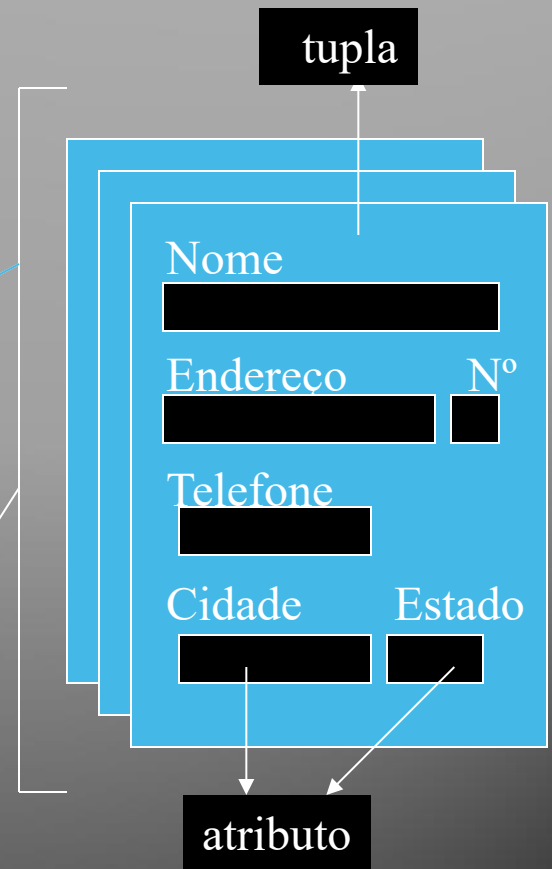 tupla
Nome
Endereço Nº
Telefone
Cidade Estado
atributo